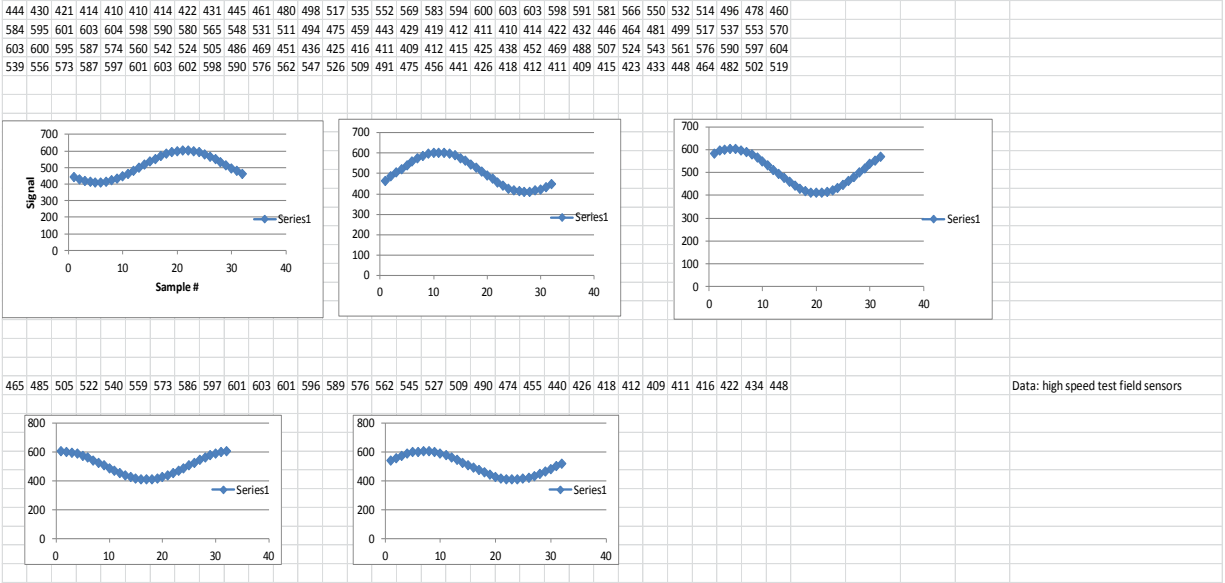 444 430 421 414 410 410 414 422 431 445 461 480 498 517 535 552 569 583 594 600 603 603 598 591 581 566 550 532 514 496 478 460
584 595 601 603 604 598 590 580 565 548 531 511 494 475 459 443 429 419 412 411 410 414 422 432 446 464 481 499 517 537 553 570
603 600 595 587 574 560 542 524 505 486 469 451 436 425 416 411 409 412 415 425 438 452 469 488 507 524 543 561 576 590 597 604
539 556 573 587 597 601 603 602 598 590 576 562 547 526 509 491 475 456 441 426 418 412 411 409 415 423 433 448 464 482 502 519
700
600
500
400
300
200
100
0
Signal
0 10 20 30 40
Sample #
Series1
700
600
500
400
300
200
100
0
0 10 20 30 40
Series1
700
600
500
400
300
200
100
0
0 10 20 30 40
Series1
465 485 505 522 540 559 573 586 597 601 603 601 596 589 576 562 545 527 509 490 474 455 440 426 418 412 409 411 416 422 434 448
Data: high speed test field sensors
800
600
400
200
0
0 10 20 30 40
Series1
800
600
400
200
0
0 10 20 30 40
Series1